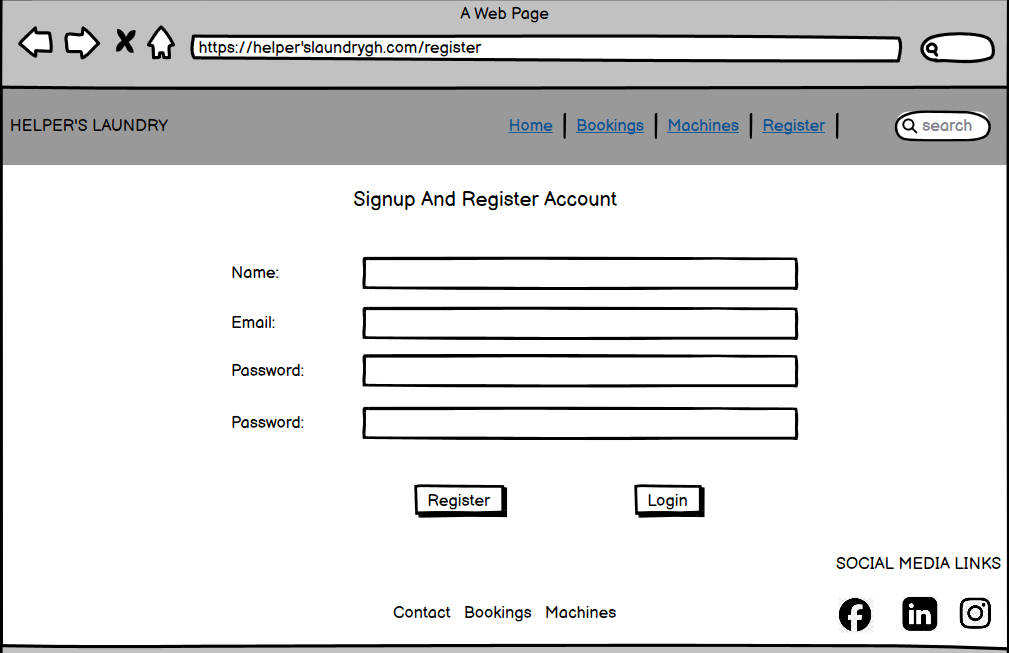 A Web Page
https://helper'slaundrygh.com/register
HELPER'S LAUNDRY
Home Bookings Machines Register
search
Signup And Register Account
Name:
Email:
Password:
Password:
Register Login
SOCIAL MEDIA LINKS
Contact Bookings Machines
in